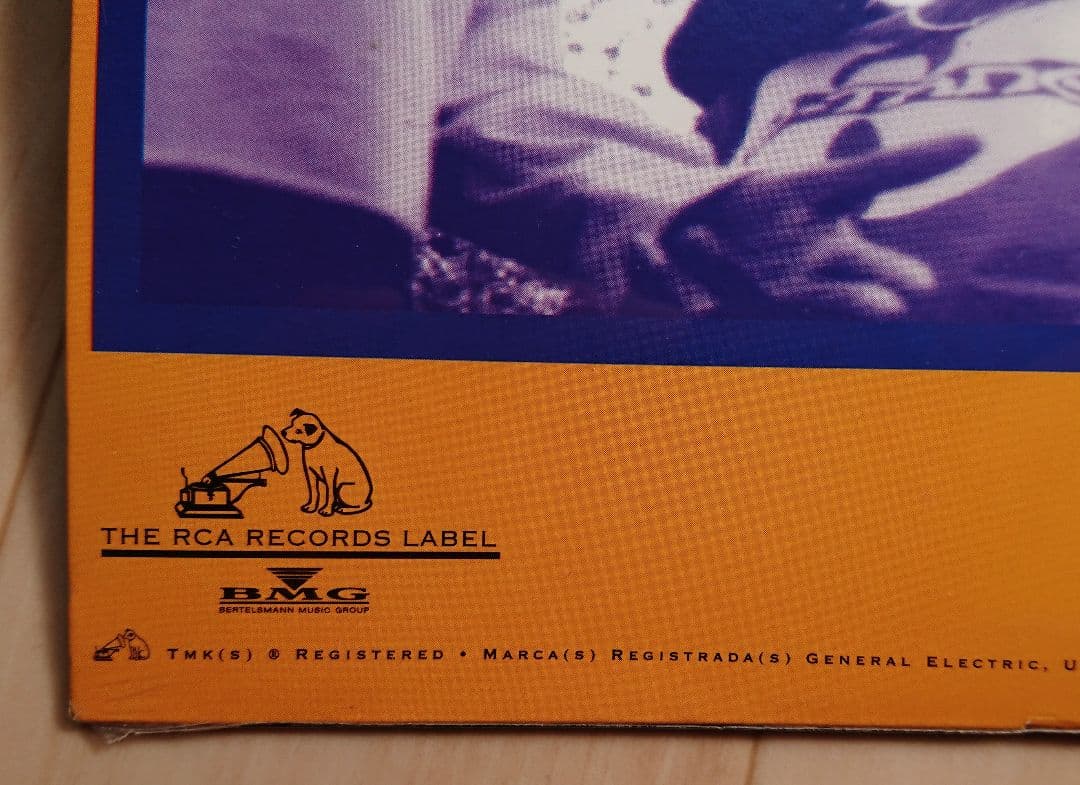 THE RCA RECORDS LABEL
BMG
BERTELSMANN MUSIC GROUP
TMK(S) ® REGISTERED • MARCA(S) REGISTRADA(S) GENERAL ELECTRIC, U